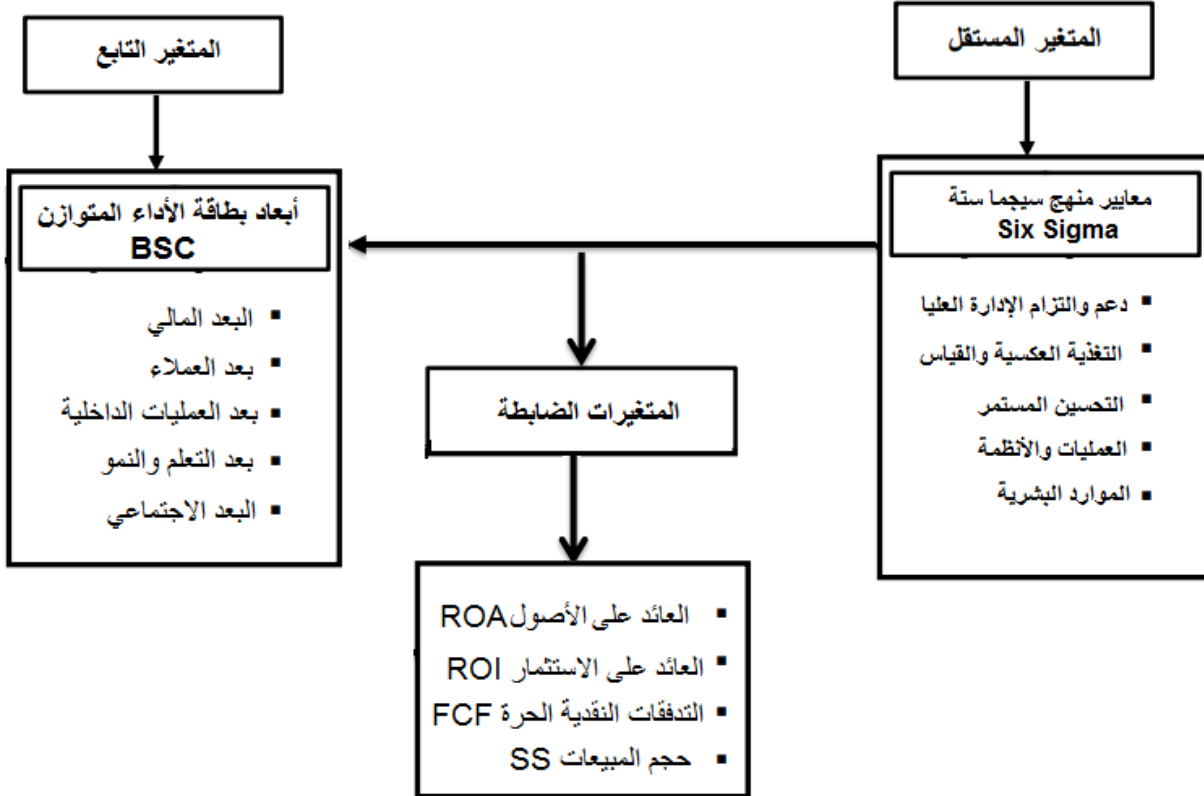 المتغير المستقل
معايير منهج سيجما ستة
Six Sigma
دعم والتزام الإدارة العليا
التغذية العكسية والقياس
التحسين المستمر
العمليات والأنظمة
الموارد البشرية
المتغير التابع
أبعاد بطاقة الأداء المتوازن
BSC
البعد المالي
بعد العملاء
بعد العمليات الداخلية
بعد التعلم والنمو
البعد الاجتماعي
المتغيرات الضابطة
العائد على الأصول ROA
العائد على الاستثمار ROI
التدفقات النقدية الحرة FCF
حجم المبيعات SS